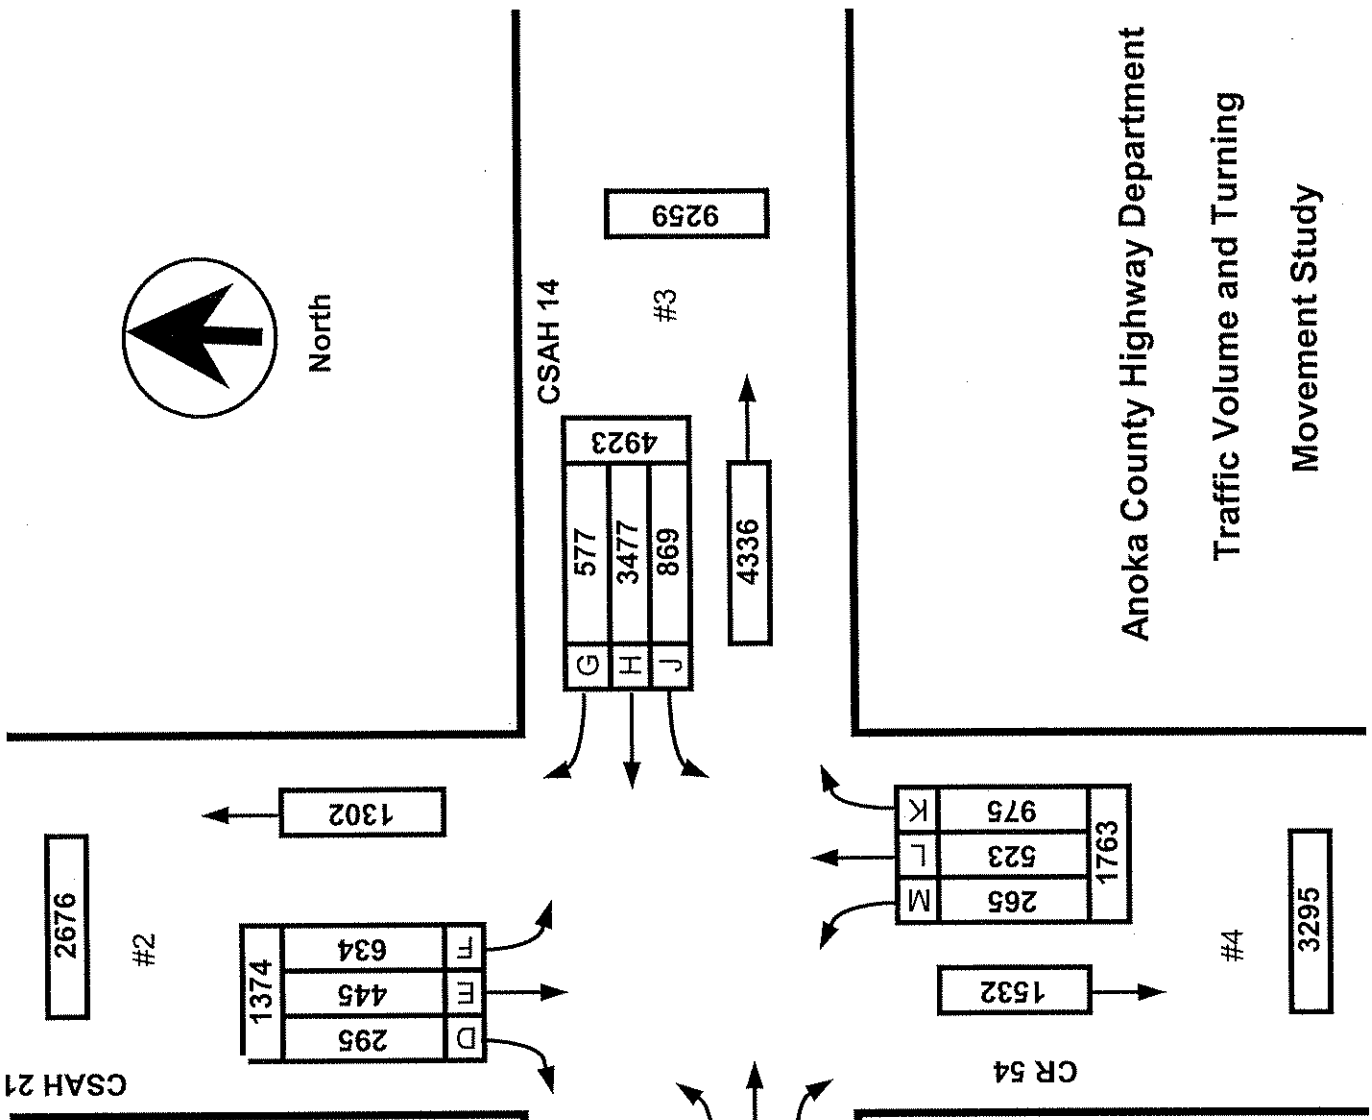 CSAH 21
2676
#2
1302
1374
295
445
634
D
E
F
North
CSAH 14
#3
9259
G 577
H 3477
J 869
4923
4336
M
L
K
265
523
975
1763
1532
#4
3295
CR 54
Anoka County Highway Department
Traffic Volume and Turning
Movement Study